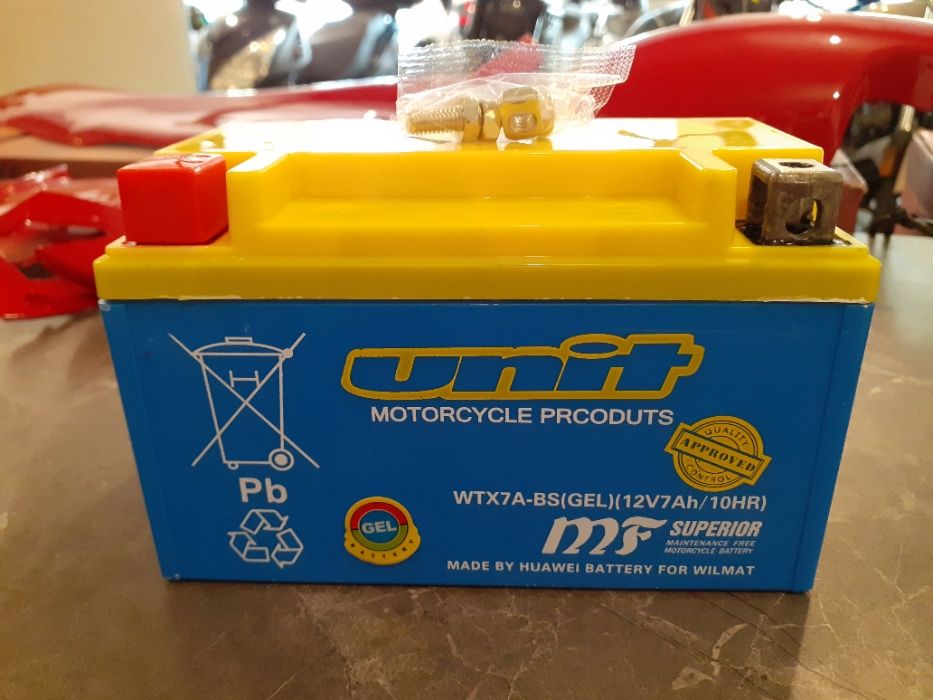 unit
MOTORCYCLE PRCODUTS
QUALITY
APPROVED
CONTROL
Pb
WTX7A-BS(GEL)(12V7Ah/10HR)
GEL
BATTERY
MF SUPERIOR
MAINTENANCE FREE
MOTORCYCLE BATTERY
MADE BY HUAWEI BATTERY FOR WILMAT